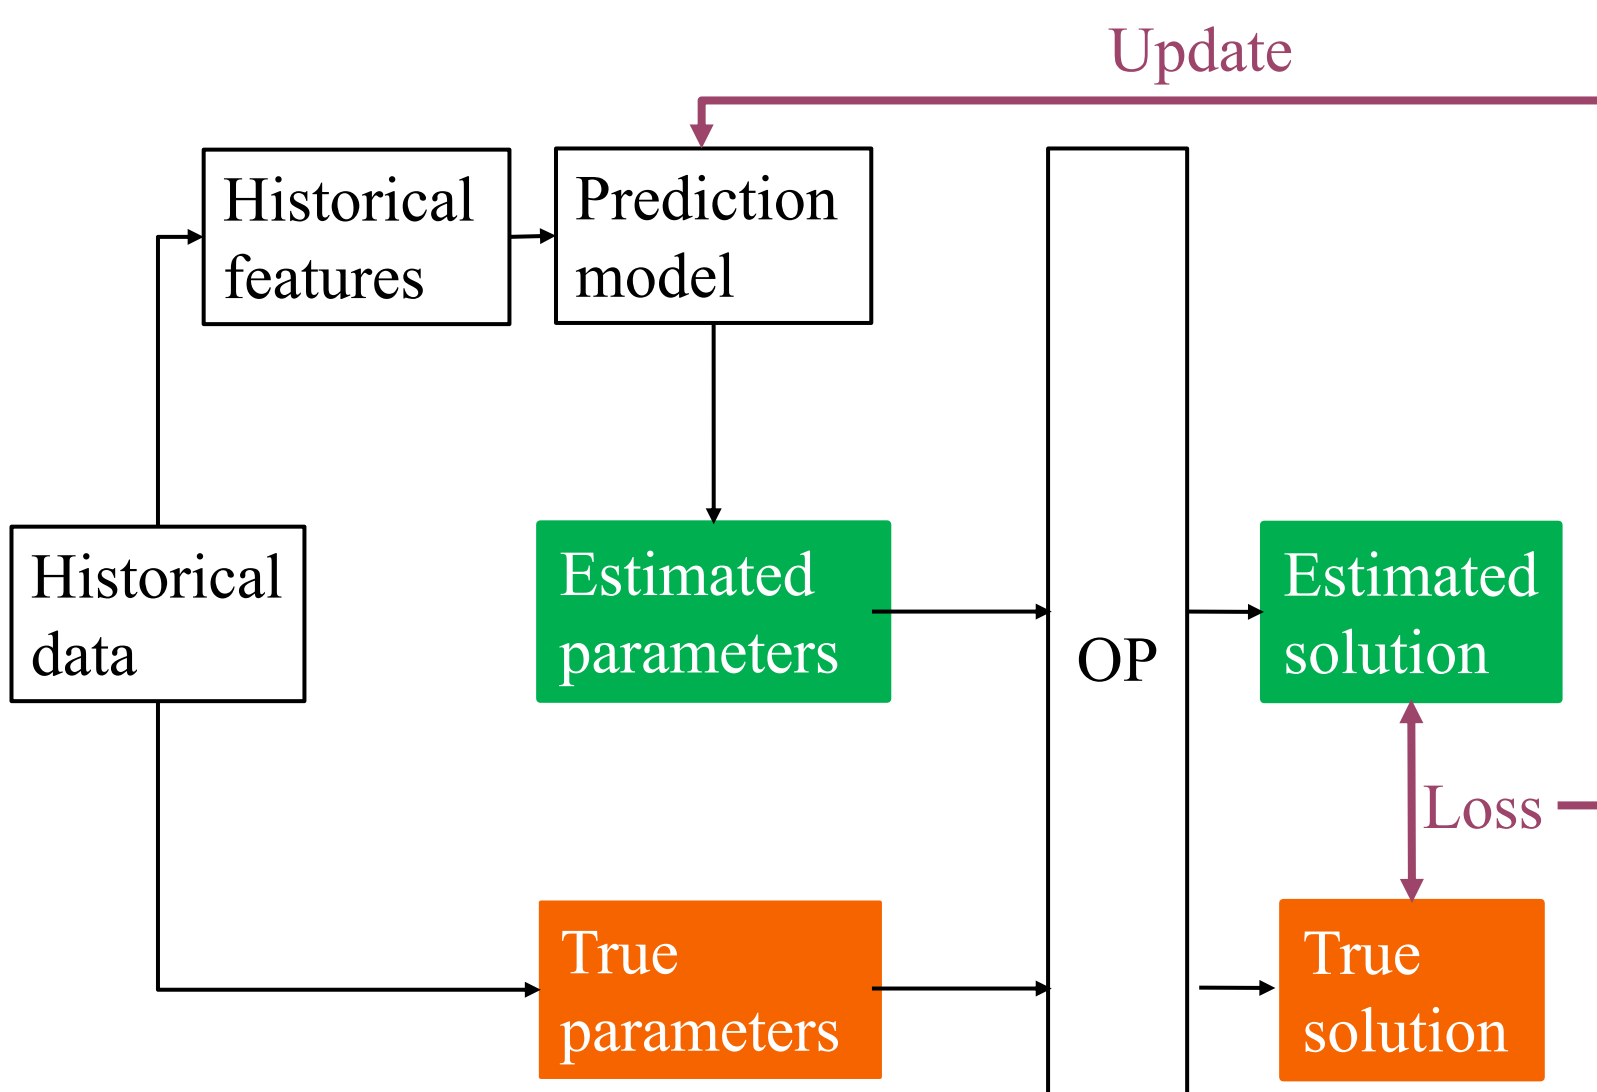 Update
Historical
features
Prediction
model
Historical
data
Estimated
parameters
OP
Estimated
solution
Loss
True
parameters
True
solution